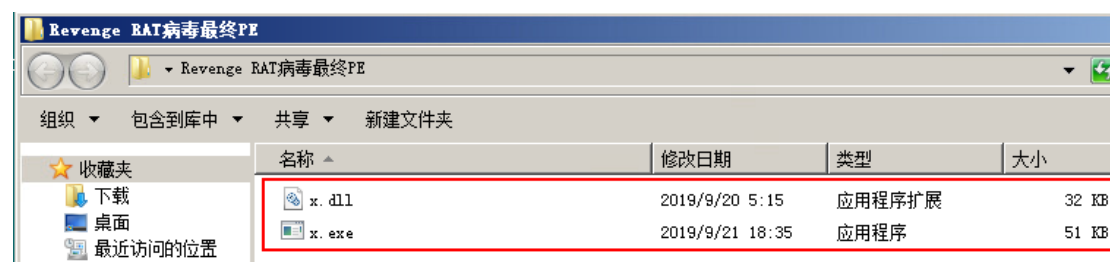 Revenge RAT病毒最终PE
Revenge RAT病毒最终PE
组织 包含到库中 共享 新建文件夹
名称 修改日期 类型 大小
收藏夹
下载
桌面
最近访问的位置
x.dll 2019/9/20 5:15 应用程序扩展 32 KB
x.exe 2019/9/21 18:35 应用程序 51 KB